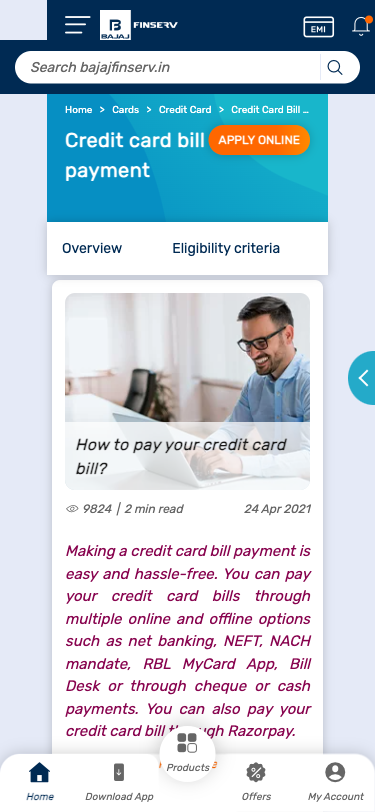 B
BAJAJ
FINSERV
EMI
Search bajajfinserv.in
Home > Cards > Credit Card > Credit Card Bill ...
Credit card bill
payment
APPLY ONLINE
Overview
Eligibility criteria
How to pay your credit card
bill?
9824 | 2 min read
24 Apr 2021
Making a credit card bill payment is
easy and hassle-free. You can pay
your credit card bills through
multiple online and offline options
such as net banking, NEFT, NACH
mandate, RBL MyCard App, Bill
Desk or through cheque or cash
payments. You can also pay your
credit card bill through Razorpay.
Home
Download App
Products
Offers
My Account